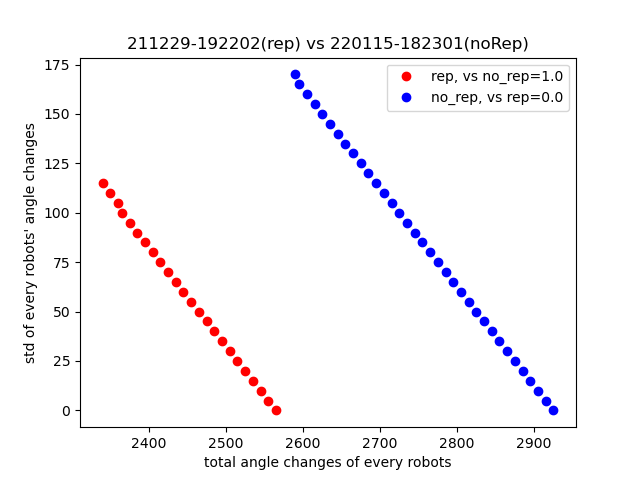 211229-192202(rep) vs 220115-182301(noRep)
rep, vs no_rep=1.0
no_rep, vs rep=0.0
std of every robots' angle changes
175
150
125
100
75
50
25
0
2400 2500 2600 2700 2800 2900
total angle changes of every robots